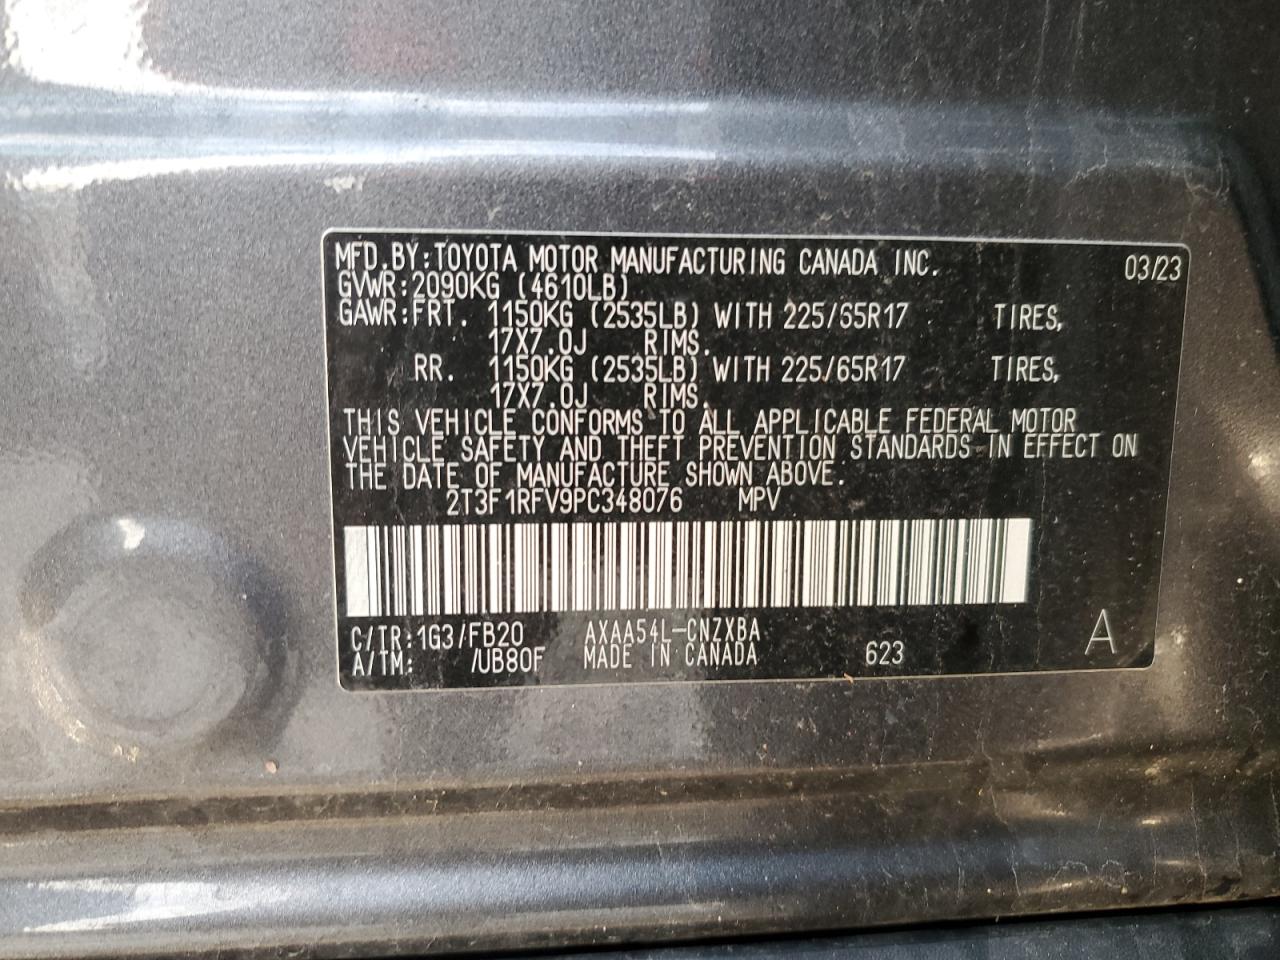 MFD.BY:TOYOTA MOTOR MANUFACTURING CANADA INC. 03/23
GVWR:2090KG (4610LB)
GAWR:FRT. 1150KG (2535LB) WITH 225/65R17 TIRES,
17X7.0J RIMS.
RR. 1150KG (2535LB) WITH 225/65R17 TIRES,
17X7.0J RIMS.
THIS VEHICLE CONFORMS TO ALL APPLICABLE FEDERAL MOTOR
VEHICLE SAFETY AND THEFT PREVENTION STANDARDS IN EFFECT ON
THE DATE OF MANUFACTURE SHOWN ABOVE.
2T3F1RFV9PC348076 MPV
C/TR:1G3/FB20 AXAA54L-CNZXBA
A/TM: /UB80F MADE IN CANADA 623 A